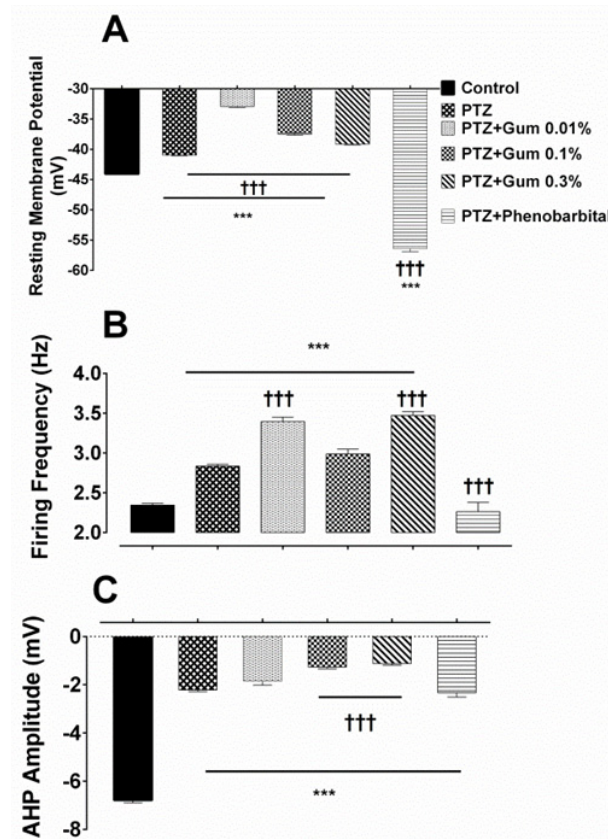 A
Resting Membrane Potential
(mV)
-30
-35
-40
-45
-50
-55
-60
†††
***
†††
***
Control
PTZ
PTZ+Gum 0.01%
PTZ+Gum 0.1%
PTZ+Gum 0.3%
PTZ+Phenobarbital
B
Firing Frequency (Hz)
4.0
3.5
3.0
2.5
2.0
***
†††
†††
†††
C
AHP Amplitude (mV)
0
-2
-4
-6
-8
†††
***